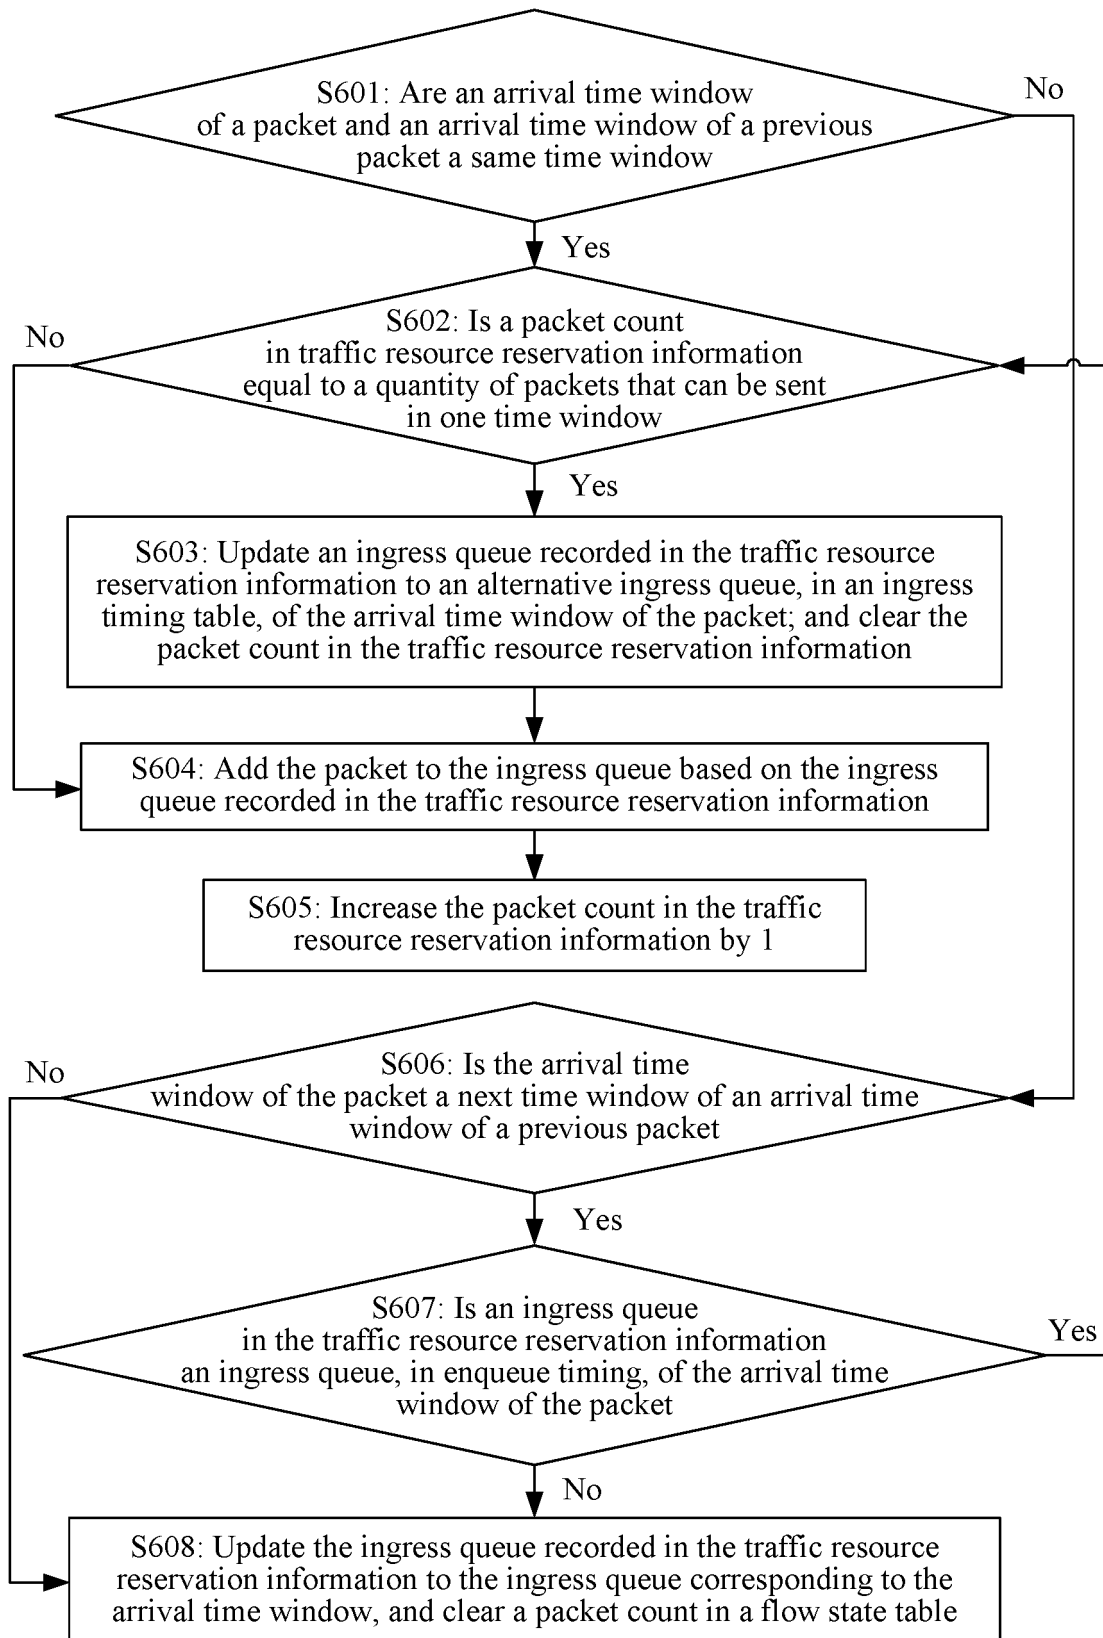 S601: Are an arrival time window
of a packet and an arrival time window of a previous
packet a same time window
No
Yes
S602: Is a packet count
in traffic resource reservation information
equal to a quantity of packets that can be sent
in one time window
No
Yes
S603: Update an ingress queue recorded in the traffic resource
reservation information to an alternative ingress queue, in an ingress
timing table, of the arrival time window of the packet; and clear the
packet count in the traffic resource reservation information
S604: Add the packet to the ingress queue based on the ingress
queue recorded in the traffic resource reservation information
S605: Increase the packet count in the traffic
resource reservation information by 1
S606: Is the arrival time
window of the packet a next time window of an arrival time
window of a previous packet
No
Yes
S607: Is an ingress queue
in the traffic resource reservation information
an ingress queue, in enqueue timing, of the arrival time
window of the packet
Yes
No
S608: Update the ingress queue recorded in the traffic resource
reservation information to the ingress queue corresponding to the
arrival time window, and clear a packet count in a flow state table